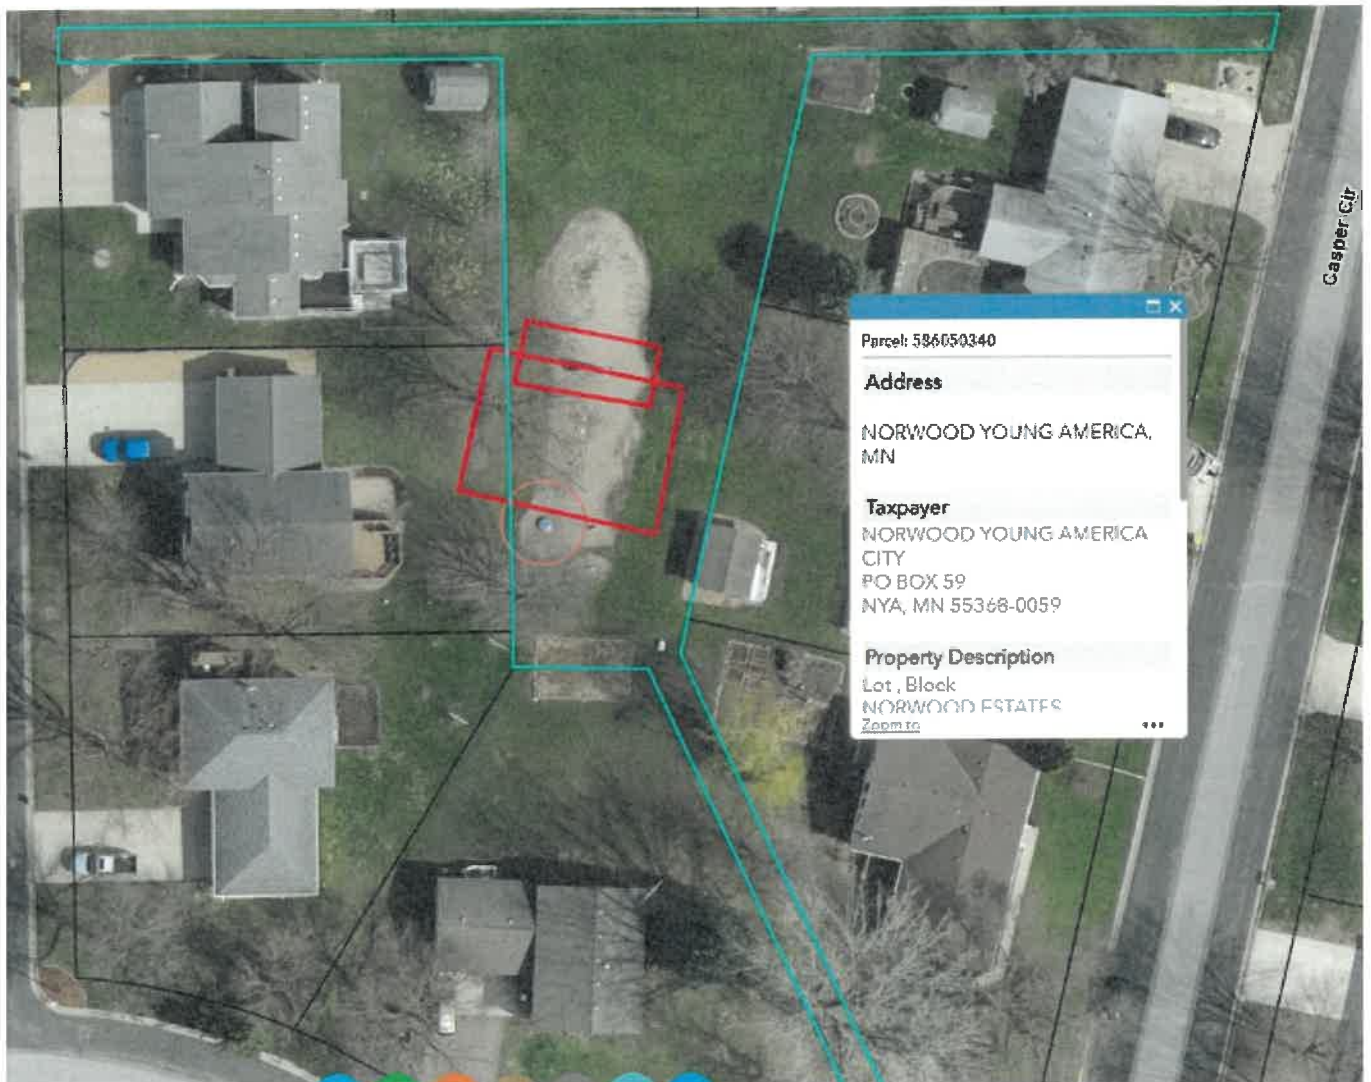 Casper Cir
Parcel: 586050340
Address
NORWOOD YOUNG AMERICA,
MN
Taxpayer
NORWOOD YOUNG AMERICA
CITY
PO BOX 59
NYA, MN 55368-0059
Property Description
Lot , Block
NORWOOD ESTATES
Zoom to